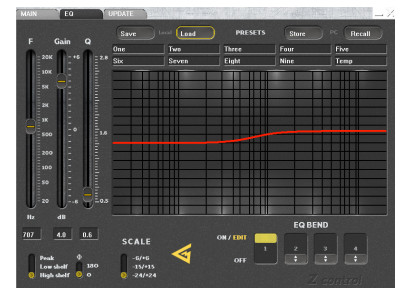 MAIN EQ UPDATE
F Gain Q
Save Local Load PRESETS Store PC Recall
One Two Three Four Five
Six Seven Eight Nine Temp
20K +6 2.8
10K
5K
2K
1K 0 1.6
500
200
100
50
20 -6 0.5
Hz dB
707 4.0 0.6
Peak Φ
Low shelf 180
High shelf 0
SCALE
-6/+6
-15/+15
-24/+24
EQ BEND
ON / EDIT
OFF
1 2 3 4
Z control